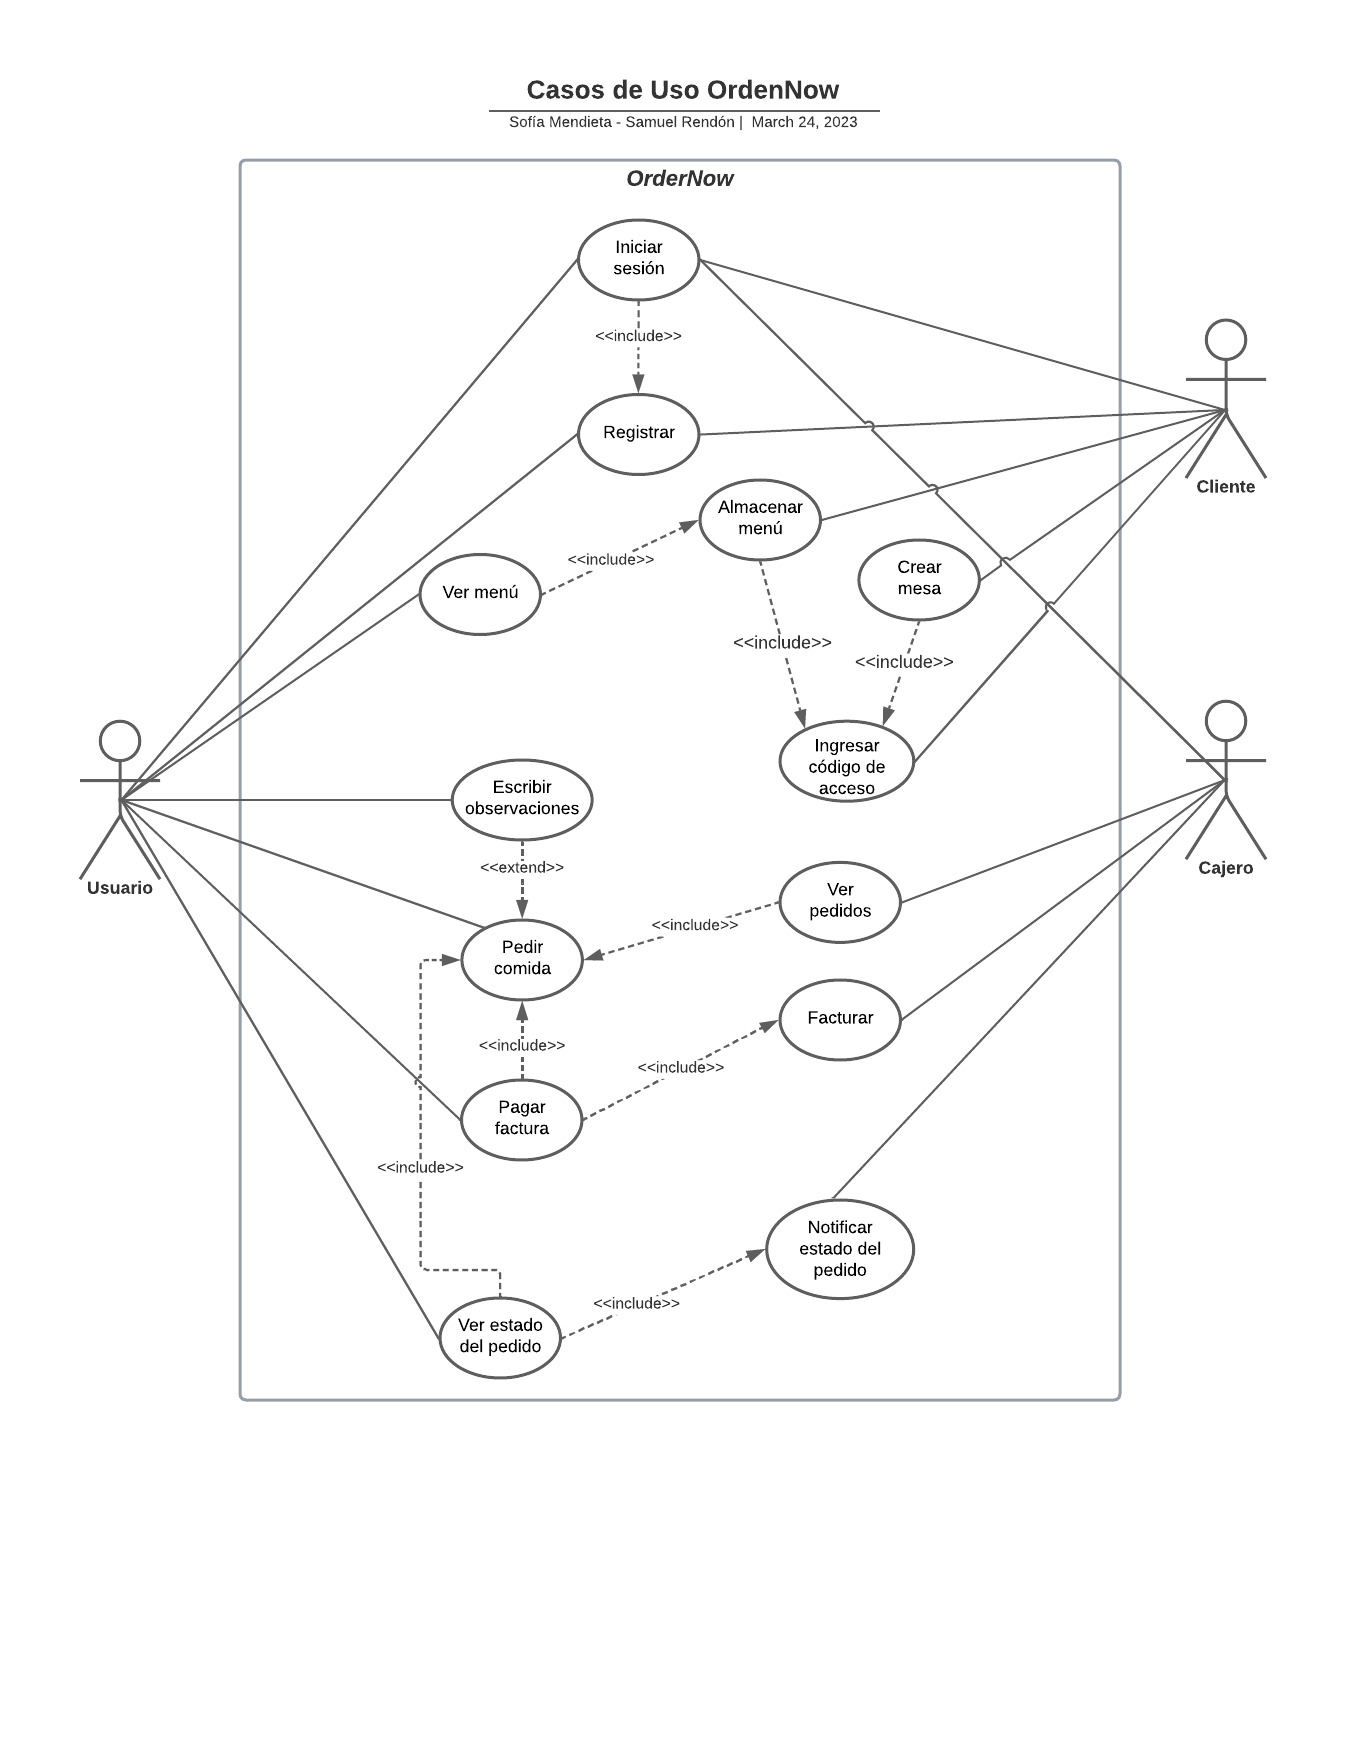 Casos de Uso OrdenNow
Sofía Mendieta - Samuel Rendón | March 24, 2023
OrderNow
Iniciar
sesión
<<include>>
Registrar
Cliente
Almacenar
menú
<<include>>
Ver menú
Crear
mesa
<<include>>
<<include>>
Ingresar
código de
acceso
Usuario
Escribir
observaciones
<<extend>>
Cajero
Ver
pedidos
<<include>>
Pedir
comida
Facturar
<<include>>
<<include>>
Pagar
factura
<<include>>
Notificar
estado del
pedido
<<include>>
Ver estado
del pedido